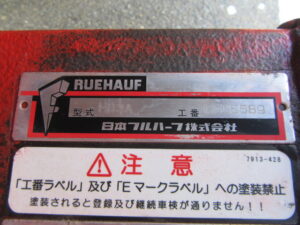 RUEHAUF
型式
工番
日本フルハーフ株式会社
注意
7913-428
「工番ラベル」及び「Eマークラベル」への塗装禁止
塗装されると登録及び継続車検が通りません!!